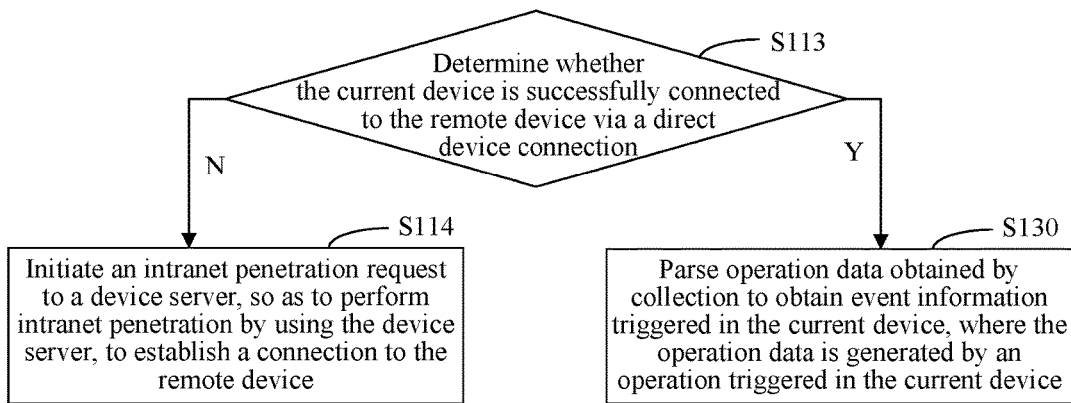 S113
Determine whether
the current device is successfully connected
to the remote device via a direct
device connection
N
Y
S114
Initiate an intranet penetration request
to a device server, so as to perform
intranet penetration by using the device
server, to establish a connection to the
remote device
S130
Parse operation data obtained by
collection to obtain event information
triggered in the current device, where the
operation data is generated by an
operation triggered in the current device